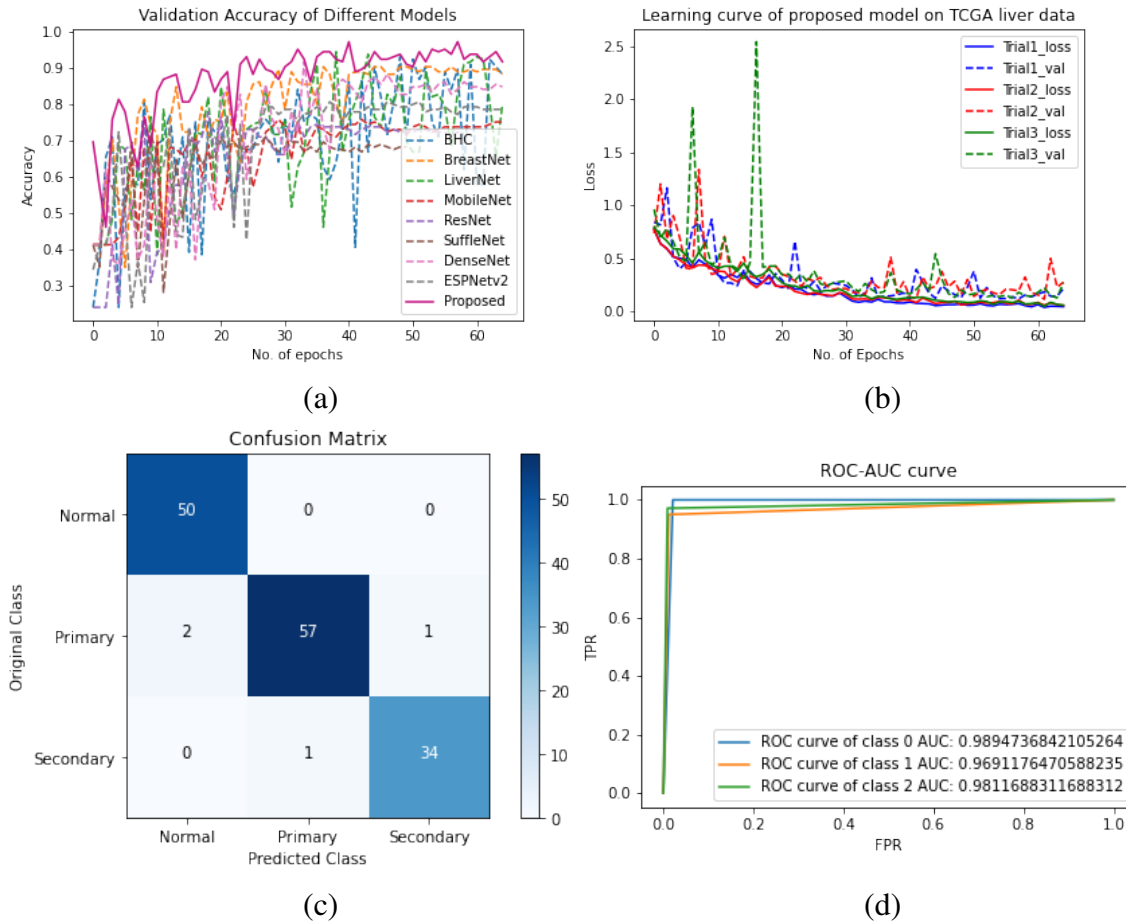 Validation Accuracy of Different Models
Accuracy
1.0
0.9
0.8
0.7
0.6
0.5
0.4
0.3
0 10 20 30 40 50 60
No. of epochs
BHC
BreastNet
LiverNet
MobileNet
ResNet
SuffleNet
DenseNet
ESPNetv2
Proposed
(a)
Learning curve of proposed model on TCGA liver data
Loss
2.5
2.0
1.5
1.0
0.5
0.0
0 10 20 30 40 50 60
No. of Epochs
Trial1_loss
Trial1_val
Trial2_loss
Trial2_val
Trial3_loss
Trial3_val
(b)
Confusion Matrix
Original Class
Normal 50 0 0
Primary 2 57 1
Secondary 0 1 34
Normal Primary Secondary
Predicted Class
50
40
30
20
10
0
(c)
ROC-AUC curve
TPR
1.0
0.8
0.6
0.4
0.2
0.0
0.0 0.2 0.4 0.6 0.8 1.0
FPR
ROC curve of class 0 AUC: 0.9894736842105264
ROC curve of class 1 AUC: 0.9691176470588235
ROC curve of class 2 AUC: 0.9811688311688312
(d)